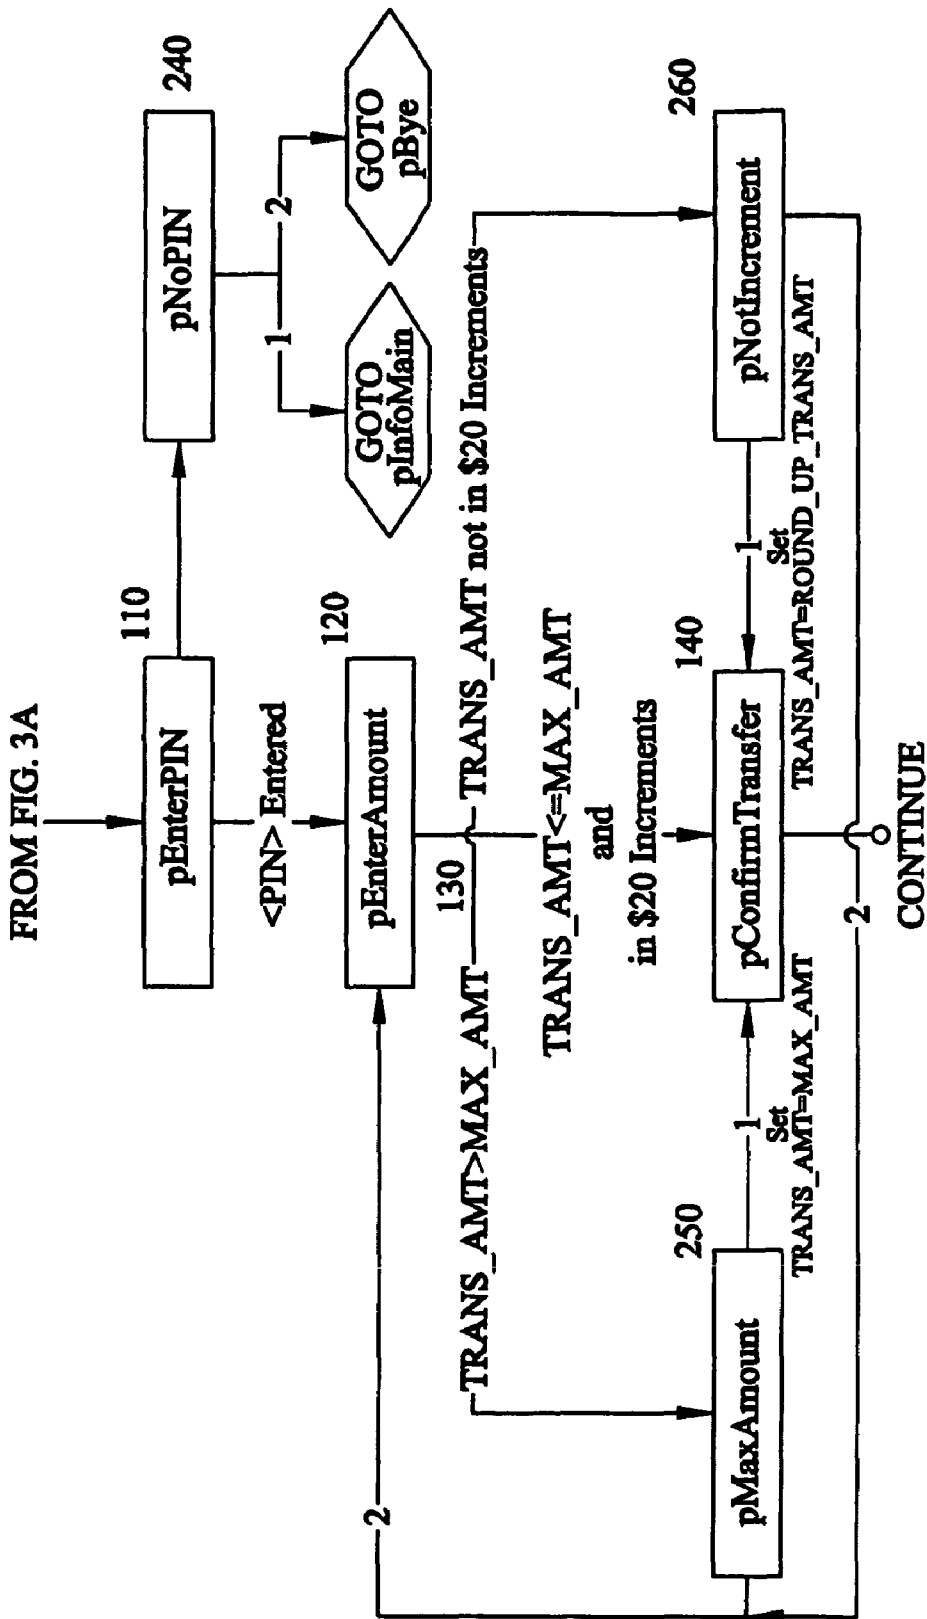 FROM FIG. 3A
pEnterPIN
110
pNoPIN
240
<PIN> Entered
1
2
GOTO
pInfoMain
GOTO
pBye
pEnterAmount
120
2
130
TRANS_AMT>MAX_AMT
TRANS_AMT not in $20 Increments
TRANS_AMT<=MAX_AMT
and
in $20 Increments
pMaxAmount
250
1
Set
TRANS_AMT=MAX_AMT
pConfirmTransfer
140
1
Set
TRANS_AMT=ROUND_UP_TRANS_AMT
pNotIncrement
260
2
CONTINUE